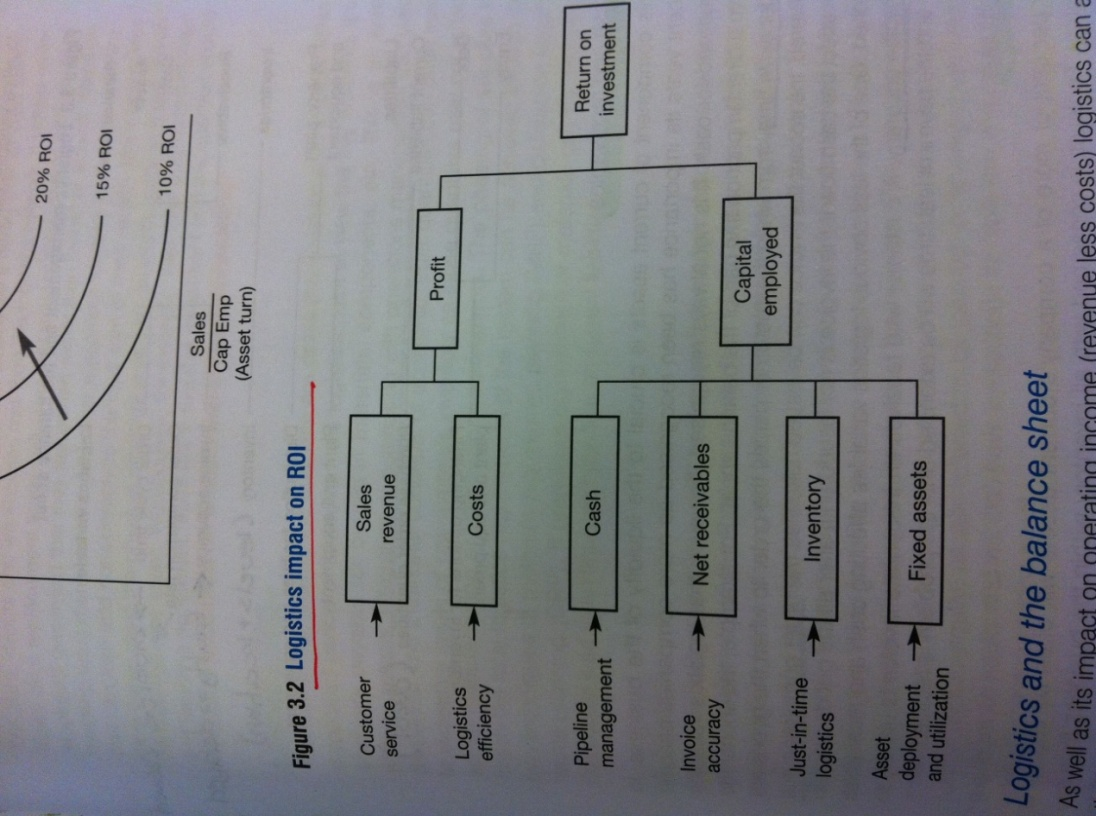 20% ROI
15% ROI
10% ROI
Sales
Cap Emp
(Asset turn)
Figure 3.2 Logistics impact on ROI
Customer
service
Sales
revenue
Logistics
efficiency
Costs
Profit
Pipeline
management
Cash
Invoice
accuracy
Net receivables
Just-in-time
logistics
Inventory
Asset
deployment
and utilization
Fixed assets
Capital
employed
Return on
investment
Logistics and the balance sheet
As well as its impact on operating income (revenue less costs) logistics can